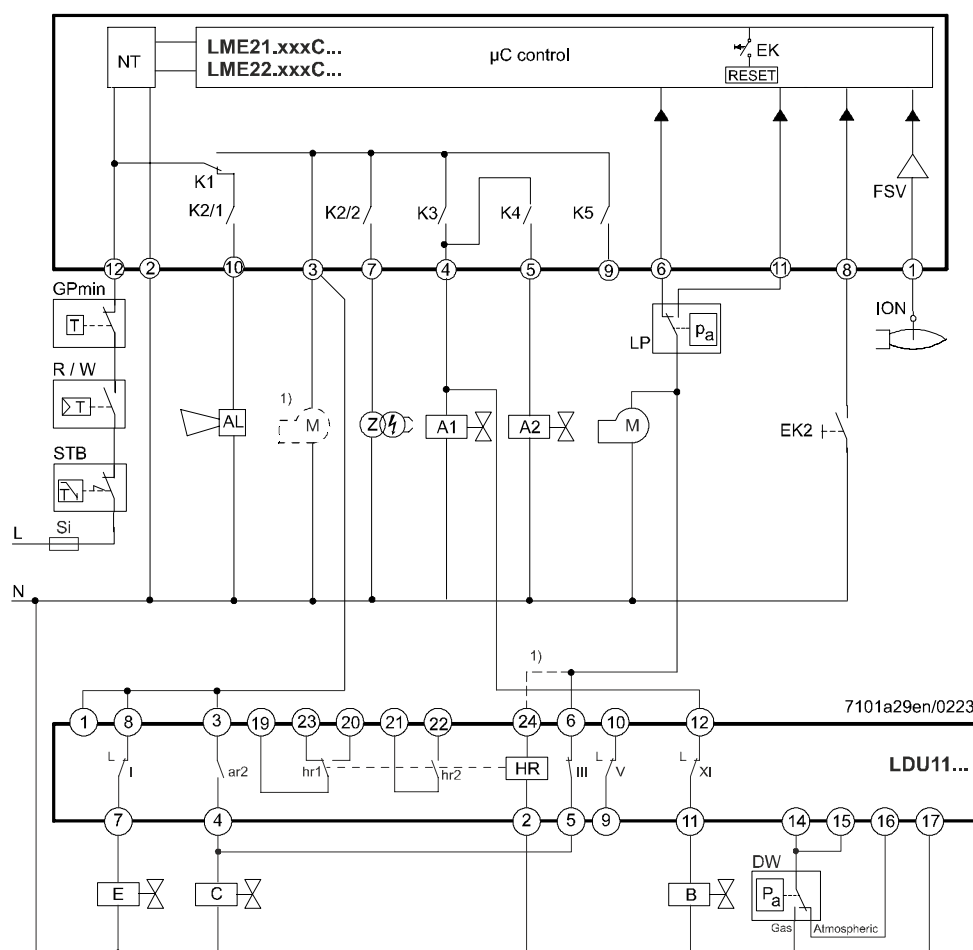 LME21.xxxC...
LME22.xxxC...
NT
µC control
EK
RESET
FSV
K1
K2/1
K2/2
K3
K4
K5
12 2 10 3 7 4 5 9 6 11 8 1
GPmin
T
R / W
T
STB
T
Si
L
N
AL
1)
M
Z
A1
A2
M
LP
pa
EK2
ION
1)
7101a29en/0223
1 8 3 19 23 20 21 22 24 6 10 12
L I
ar2
hr1
hr2
HR
III
L V
L XI
LDU11...
7 4 2 5 9 11 14 15 16 17
E
C
B
DW
Pa
Gas
Atmospheric